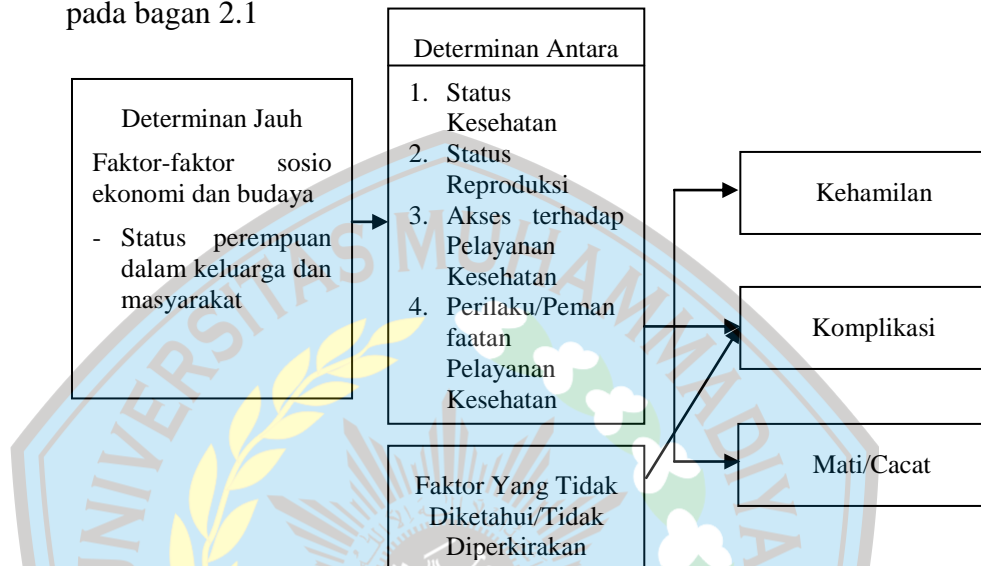 pada bagan 2.1
Determinan Jauh
Faktor-faktor sosio
ekonomi dan budaya
- Status perempuan
dalam keluarga dan
masyarakat
Determinan Antara
1. Status
Kesehatan
2. Status
Reproduksi
3. Akses terhadap
Pelayanan
Kesehatan
4. Perilaku/Peman
faatan
Pelayanan
Kesehatan
Faktor Yang Tidak
Diketahui/Tidak
Diperkirakan
Kehamilan
Komplikasi
Mati/Cacat
UNIVERSITAS MUHAMMADIYA